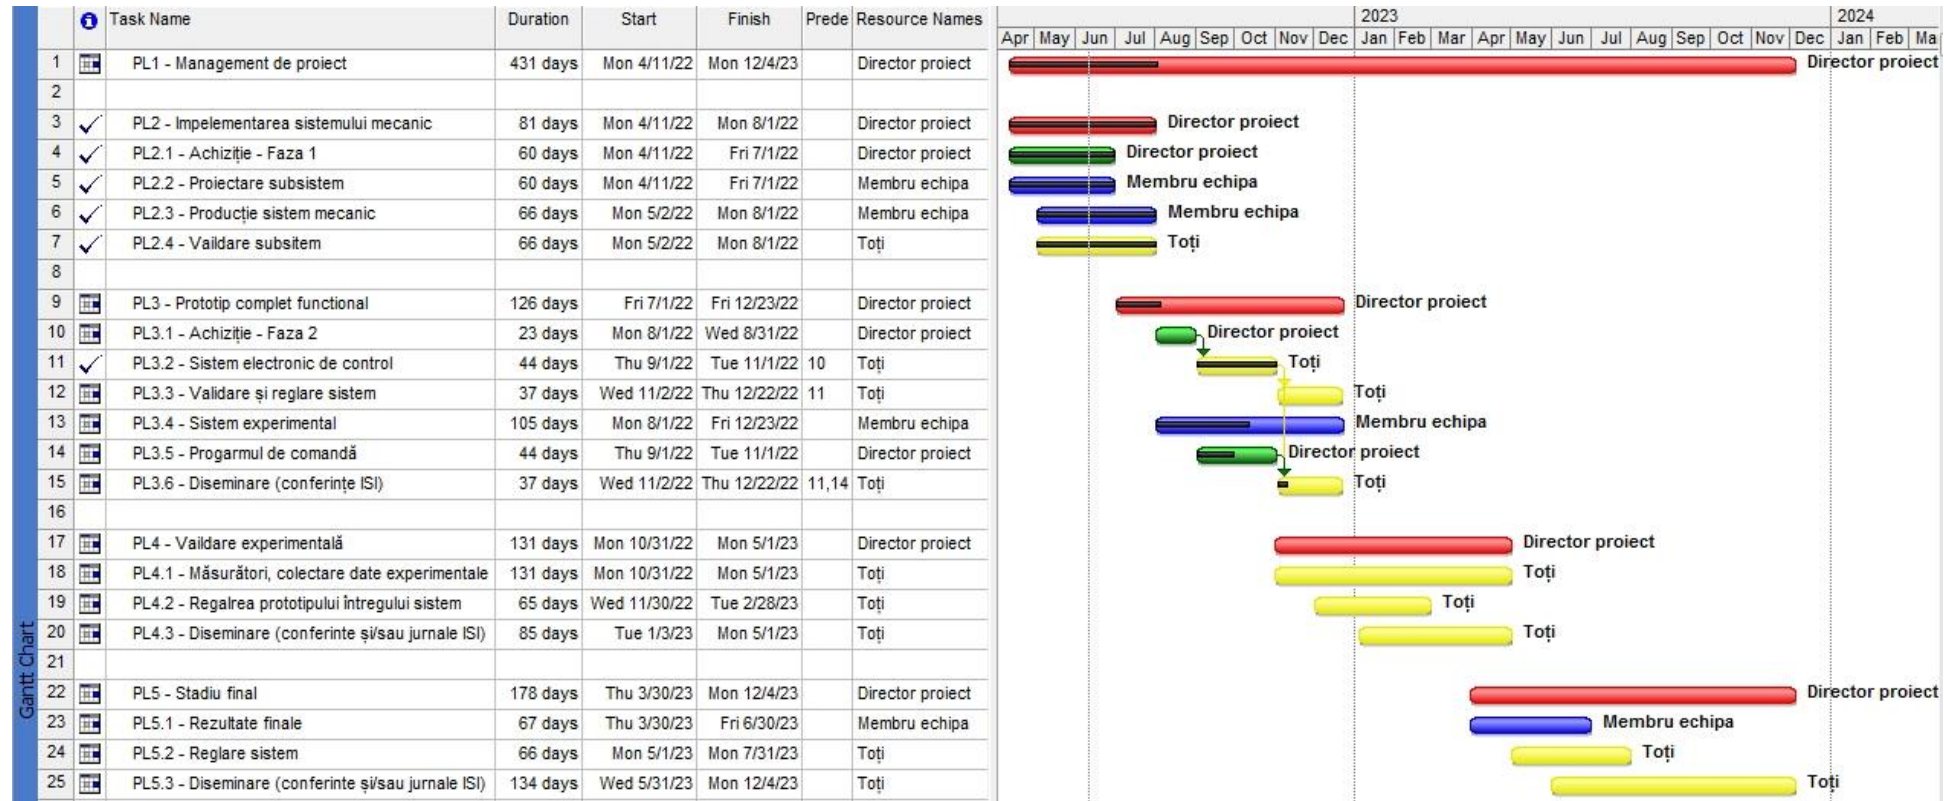 Task Name Duration Start Finish Prede Resource Names
2023 2024
Apr May Jun Jul Aug Sep Oct Nov Dec Jan Feb Mar Apr May Jun Jul Aug Sep Oct Nov Dec Jan Feb Ma
1 PL1 - Management de proiect 431 days Mon 4/11/22 Mon 12/4/23 Director proiect Director proiect
2
3 PL2 - Impelementarea sistemului mecanic 81 days Mon 4/11/22 Mon 8/1/22 Director proiect Director proiect
4 PL2.1 - Achiziție - Faza 1 60 days Mon 4/11/22 Fri 7/1/22 Director proiect Director proiect
5 PL2.2 - Proiectare subsistem 60 days Mon 4/11/22 Fri 7/1/22 Membru echipa Membru echipa
6 PL2.3 - Producție sistem mecanic 66 days Mon 5/2/22 Mon 8/1/22 Membru echipa Membru echipa
7 PL2.4 - Vaildare subsitem 66 days Mon 5/2/22 Mon 8/1/22 Toți Toți
8
9 PL3 - Prototip complet functional 126 days Fri 7/1/22 Fri 12/23/22 Director proiect Director proiect
10 PL3.1 - Achiziție - Faza 2 23 days Mon 8/1/22 Wed 8/31/22 Director proiect Director proiect
11 PL3.2 - Sistem electronic de control 44 days Thu 9/1/22 Tue 11/1/22 10 Toți Toți
12 PL3.3 - Validare și reglare sistem 37 days Wed 11/2/22 Thu 12/22/22 11 Toți Toți
13 PL3.4 - Sistem experimental 105 days Mon 8/1/22 Fri 12/23/22 Membru echipa Membru echipa
14 PL3.5 - Progarmul de comandă 44 days Thu 9/1/22 Tue 11/1/22 Director proiect Director proiect
15 PL3.6 - Diseminare (conferințe ISI) 37 days Wed 11/2/22 Thu 12/22/22 11,14 Toți Toți
16
17 PL4 - Vaildare experimentală 131 days Mon 10/31/22 Mon 5/1/23 Director proiect Director proiect
18 PL4.1 - Măsurători, colectare date experimentale 131 days Mon 10/31/22 Mon 5/1/23 Toți Toți
19 PL4.2 - Regalrea prototipului întregului sistem 65 days Wed 11/30/22 Tue 2/28/23 Toți Toți
20 PL4.3 - Diseminare (conferinte și/sau jurnale ISI) 85 days Tue 1/3/23 Mon 5/1/23 Toți Toți
21
22 PL5 - Stadiu final 178 days Thu 3/30/23 Mon 12/4/23 Director proiect Director proiect
23 PL5.1 - Rezultate finale 67 days Thu 3/30/23 Fri 6/30/23 Membru echipa Membru echipa
24 PL5.2 - Reglare sistem 66 days Mon 5/1/23 Mon 7/31/23 Toți Toți
25 PL5.3 - Diseminare (conferinte și/sau jurnale ISI) 134 days Wed 5/31/23 Mon 12/4/23 Toți Toți
Gantt Chart